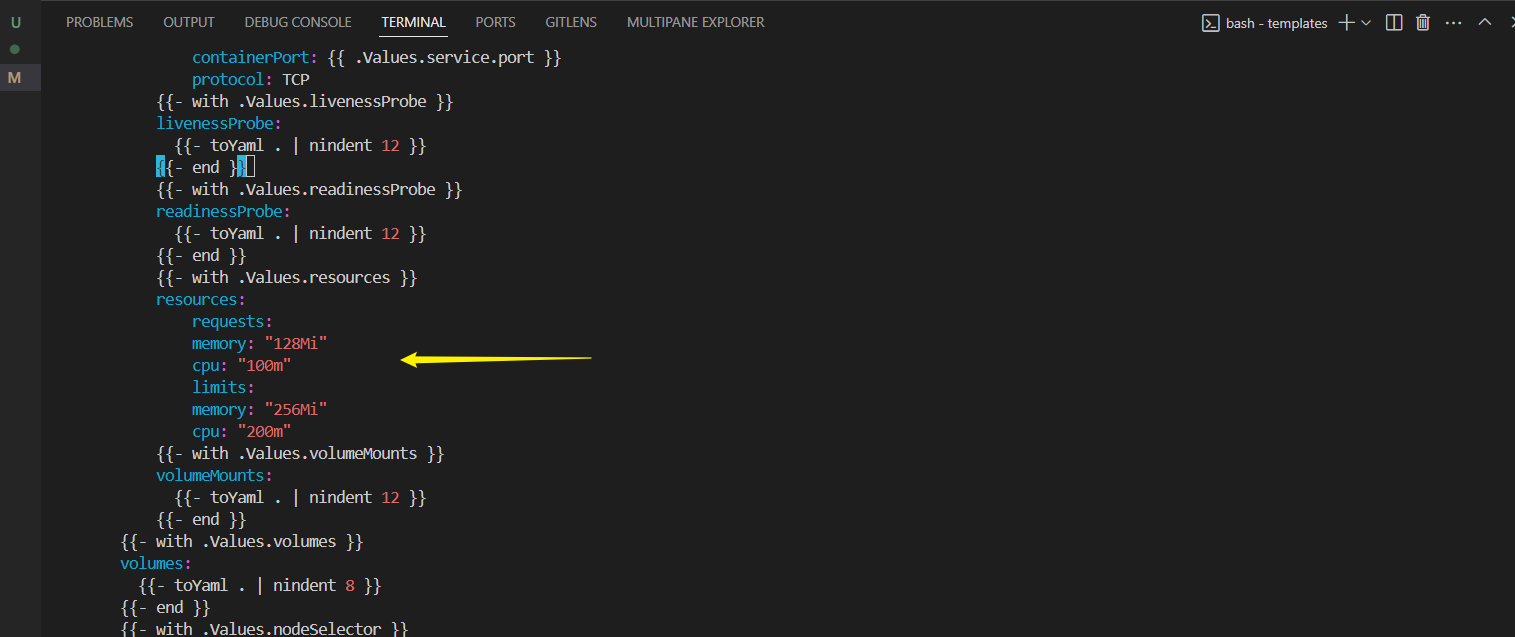 U
M
PROBLEMS OUTPUT DEBUG CONSOLE TERMINAL PORTS GITLENS MULTIPANE EXPLORER bash - templates
containerPort: {{ .Values.service.port }}
protocol: TCP
{{- with .Values.livenessProbe }}
livenessProbe:
{{- toYaml . | nindent 12 }}
{{- end }}
{{- with .Values.readinessProbe }}
readinessProbe:
{{- toYaml . | nindent 12 }}
{{- end }}
{{- with .Values.resources }}
resources:
requests:
memory: "128Mi"
cpu: "100m"
limits:
memory: "256Mi"
cpu: "200m"
{{- with .Values.volumeMounts }}
volumeMounts:
{{- toYaml . | nindent 12 }}
{{- end }}
{{- with .Values.volumes }}
volumes:
{{- toYaml . | nindent 8 }}
{{- end }}
{{- with .Values.nodeSelector }}